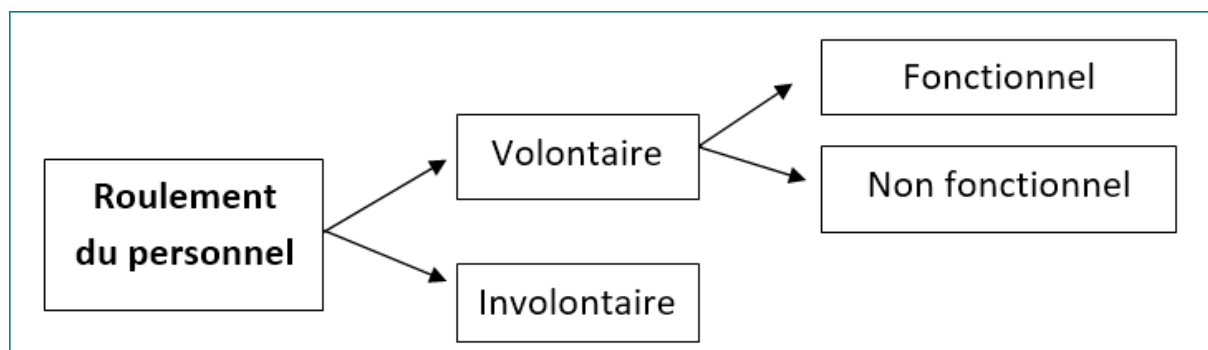 Roulement
du personnel
Volontaire
Involontaire
Fonctionnel
Non fonctionnel